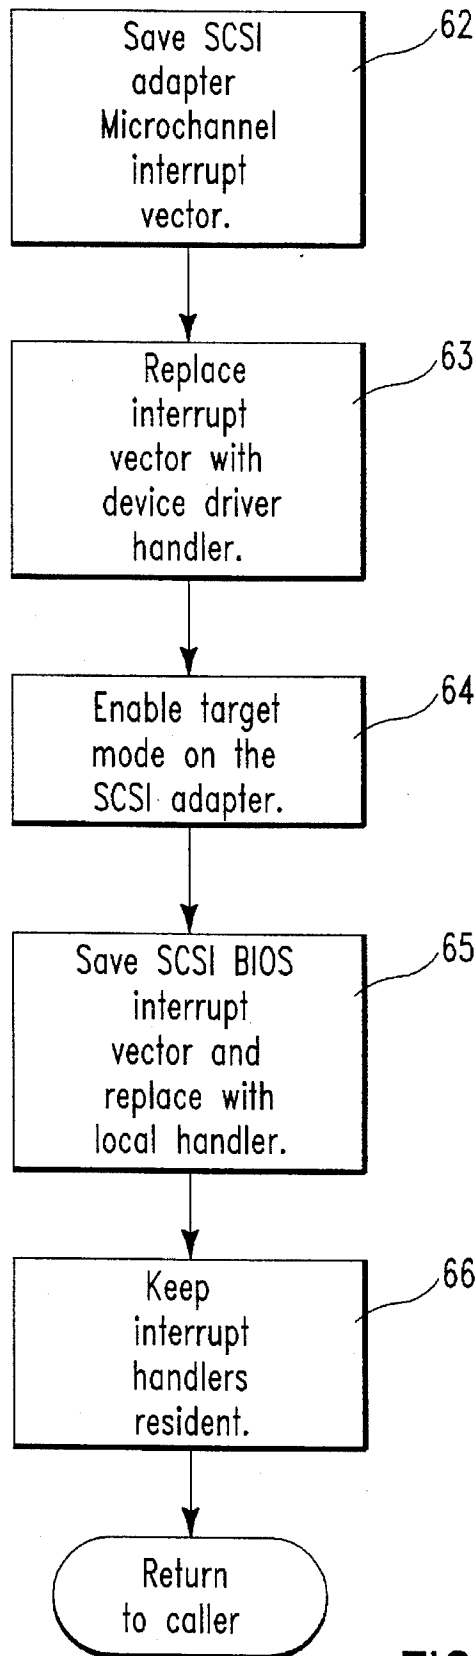 Save SCSI
adapter
Microchannel
interrupt
vector.
62
Replace
interrupt
vector with
device driver
handler.
63
Enable target
mode on the
SCSI adapter.
64
Save SCSI BIOS
interrupt
vector and
replace with
local handler.
65
Keep
interrupt
handlers
resident.
66
Return
to caller